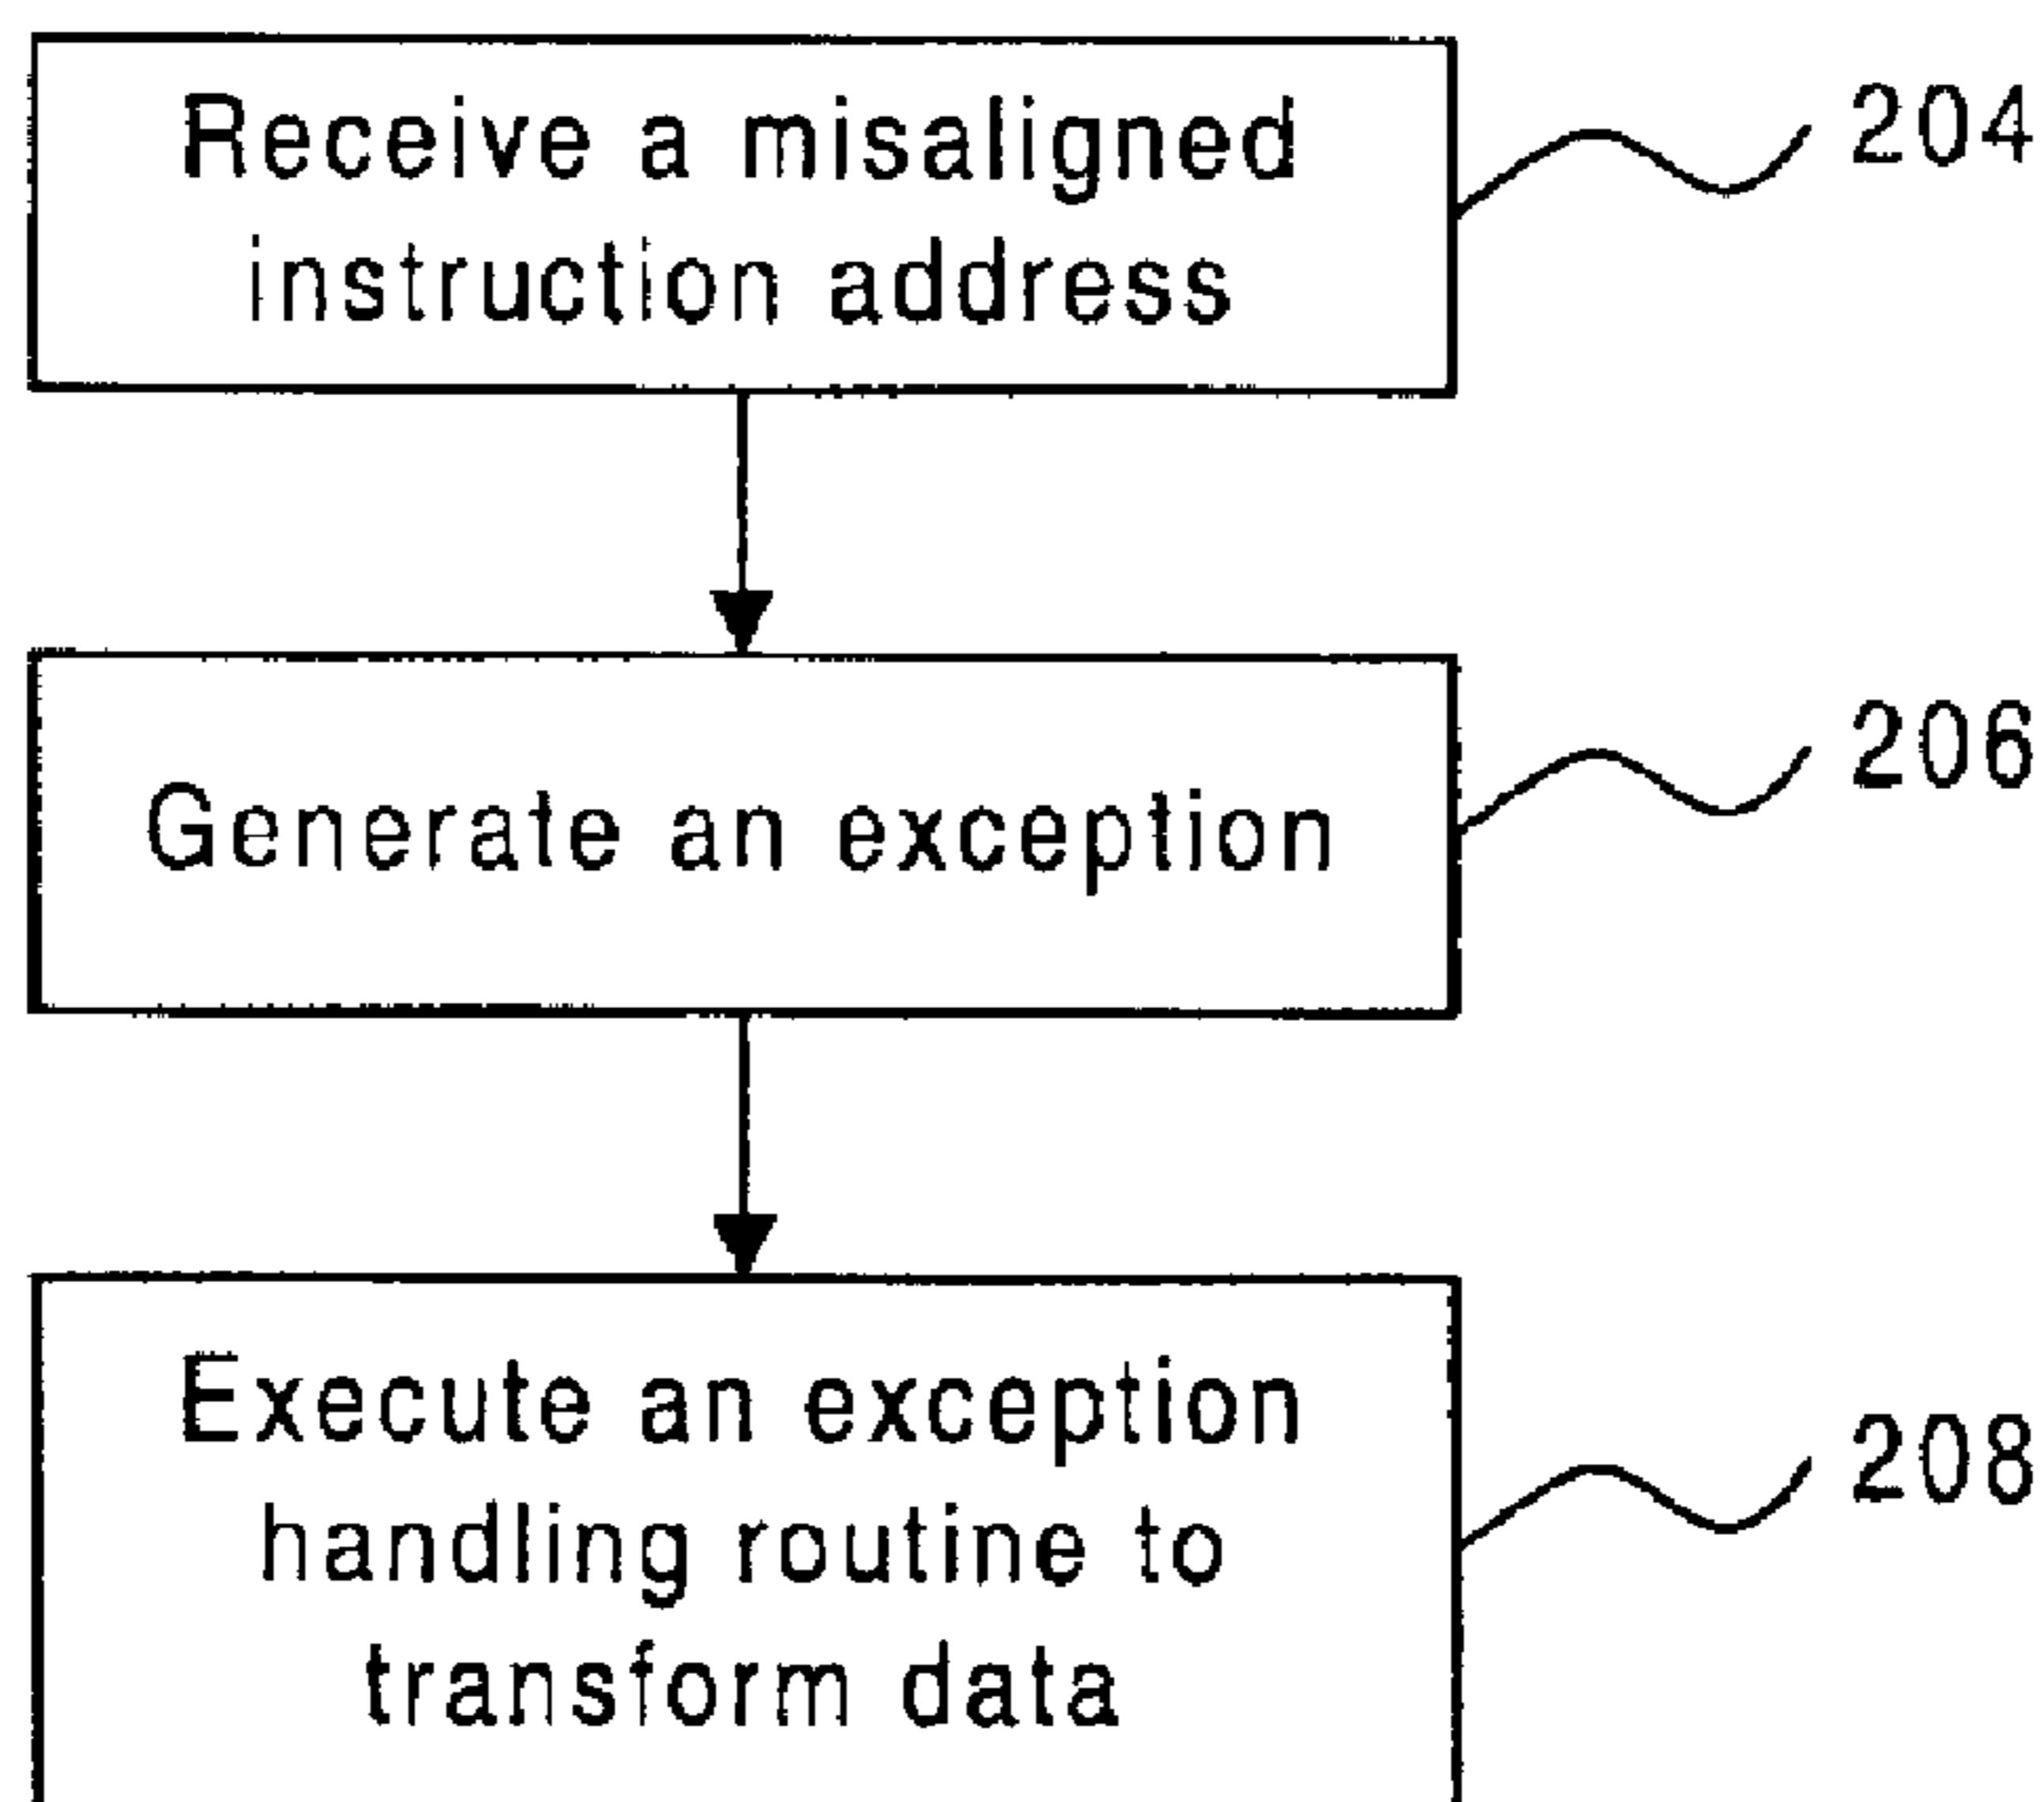 Receive a misaligned
instruction address
204
Generate an exception
206
Execute an exception
handling routine to
transform data
208